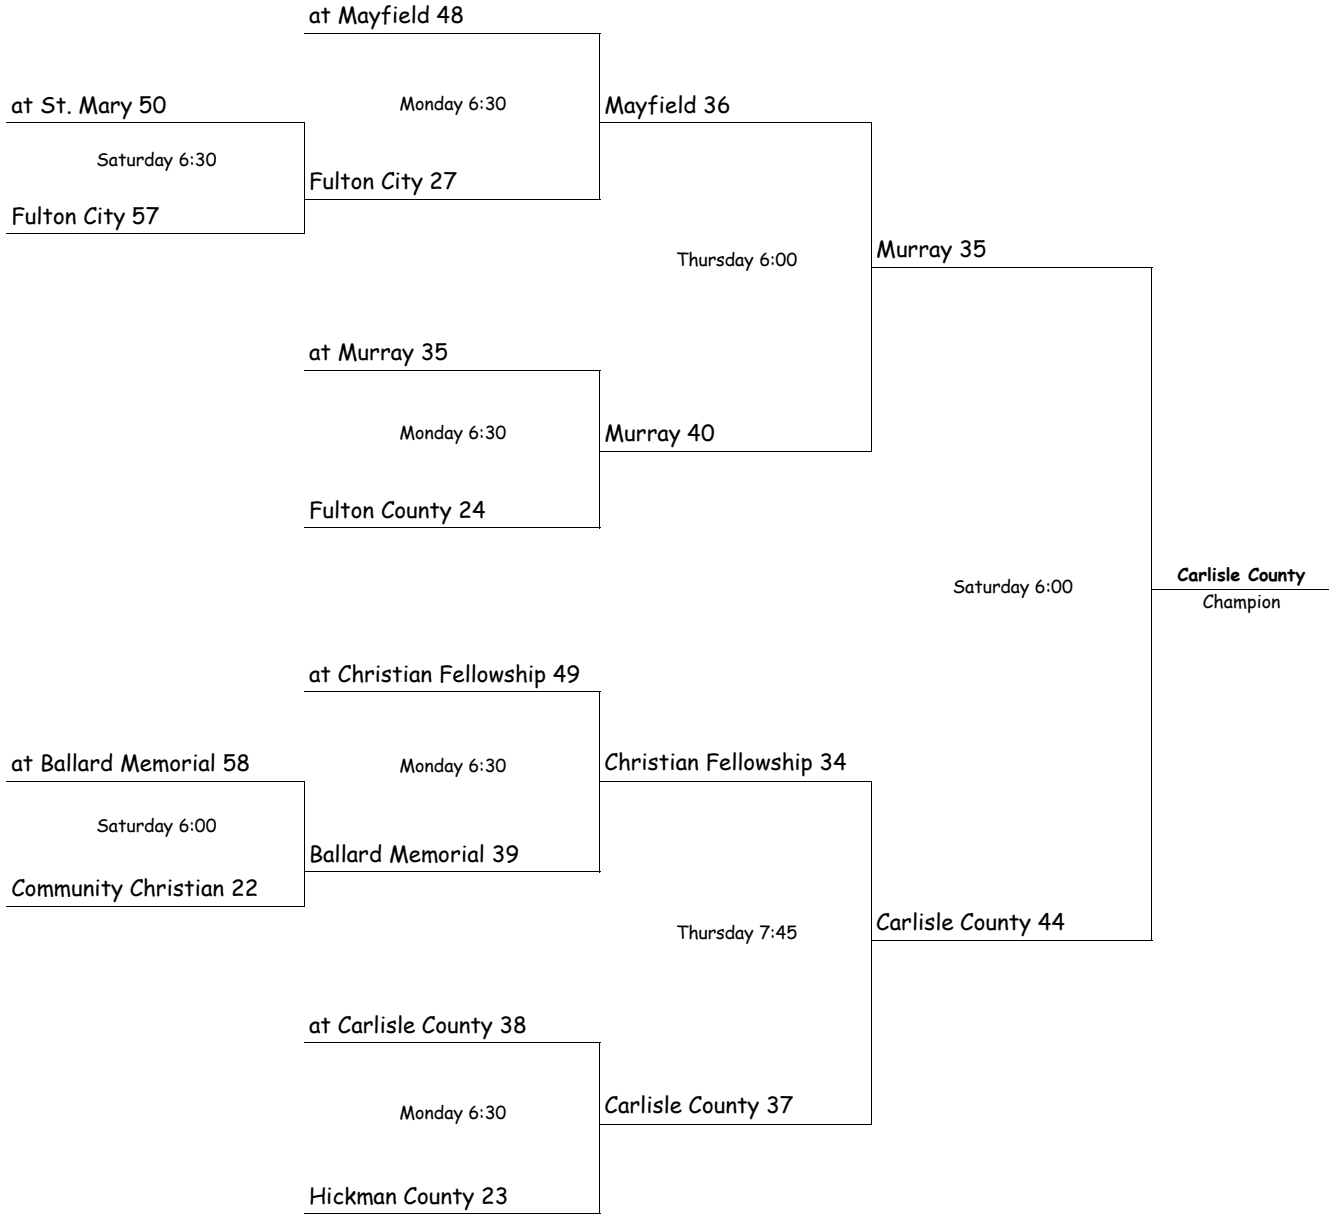 at Mayfield 48
at St. Mary 50
Monday 6:30
Mayfield 36
Saturday 6:30
Fulton City 27
Fulton City 57
Thursday 6:00
Murray 35
at Murray 35
Monday 6:30
Murray 40
Fulton County 24
Saturday 6:00
Carlisle County
Champion
at Christian Fellowship 49
at Ballard Memorial 58
Monday 6:30
Christian Fellowship 34
Saturday 6:00
Ballard Memorial 39
Community Christian 22
Thursday 7:45
Carlisle County 44
at Carlisle County 38
Monday 6:30
Carlisle County 37
Hickman County 23